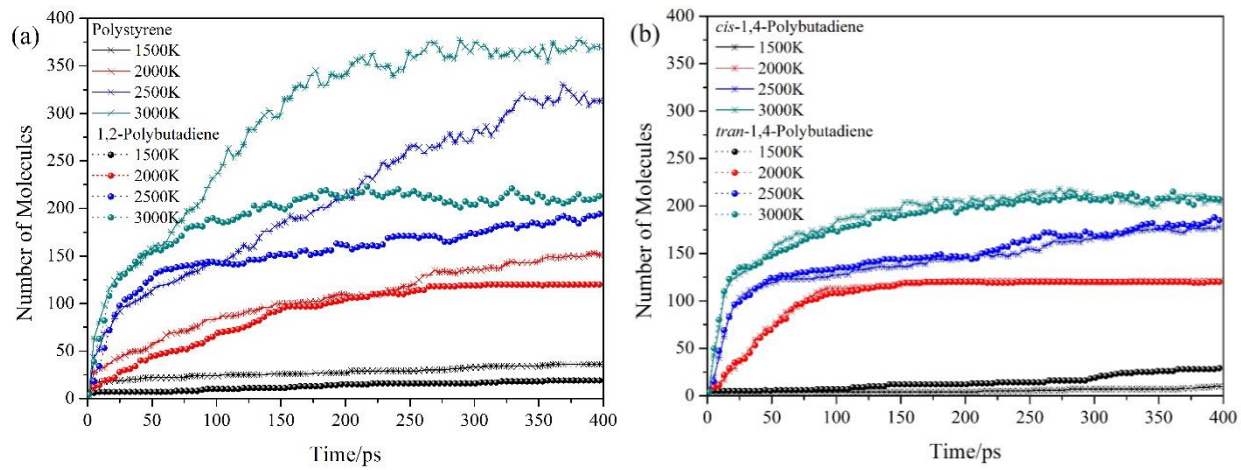 (a)
Number of Molecules
400
350
300
250
200
150
100
50
0
Polystyrene
1500K
2000K
2500K
3000K
1,2-Polybutadiene
1500K
2000K
2500K
3000K
0 50 100 150 200 250 300 350 400
Time/ps
(b)
Number of Molecules
400
350
300
250
200
150
100
50
0
cis-1,4-Polybutadiene
1500K
2000K
2500K
3000K
tran-1,4-Polybutadiene
1500K
2000K
2500K
3000K
0 50 100 150 200 250 300 350 400
Time/ps